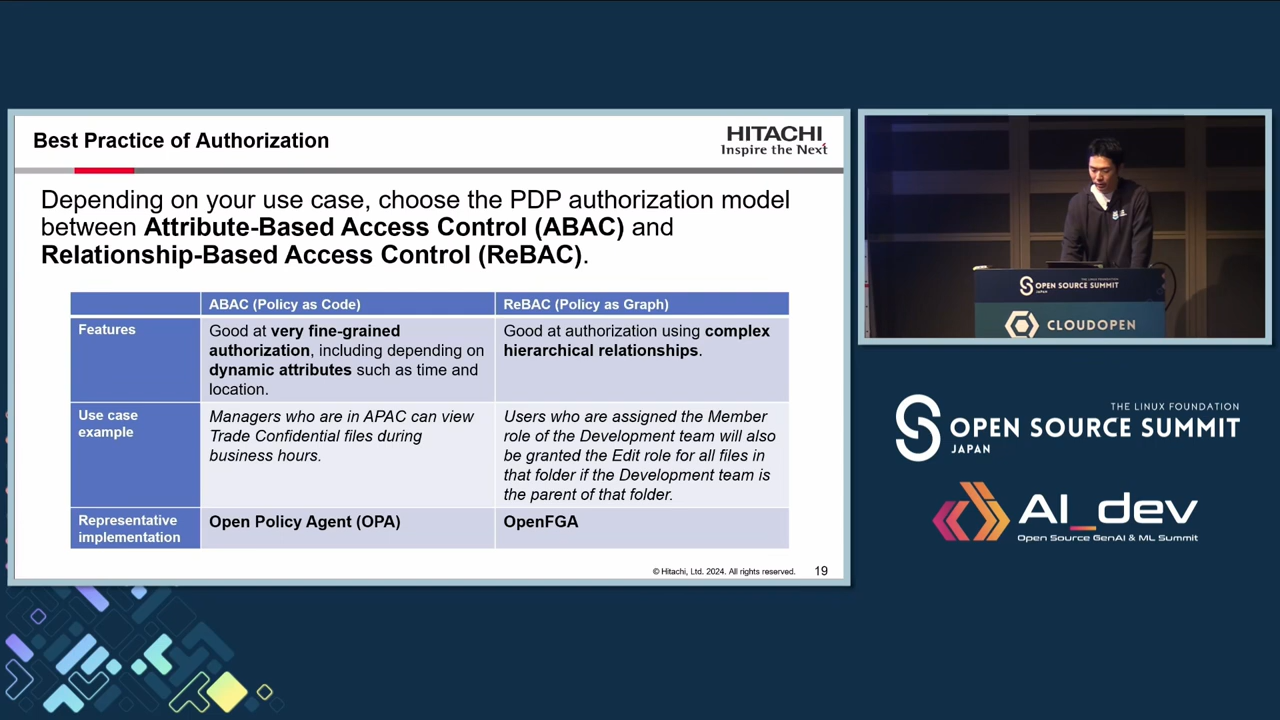 Best Practice of Authorization
HITACHI
Inspire the Next
Depending on your use case, choose the PDP authorization model
between Attribute-Based Access Control (ABAC) and
Relationship-Based Access Control (ReBAC).
ABAC (Policy as Code)
ReBAC (Policy as Graph)
Features
Good at very fine-grained
authorization, including depending on
dynamic attributes such as time and
location.
Good at authorization using complex
hierarchical relationships.
Use case
example
Managers who are in APAC can view
Trade Confidential files during
business hours.
Users who are assigned the Member
role of the Development team will also
be granted the Edit role for all files in
that folder if the Development team is
the parent of that folder.
Representative
implementation
Open Policy Agent (OPA)
OpenFGA
© Hitachi, Ltd. 2024. All rights reserved.
19
THE LINUX FOUNDATION
OPEN SOURCE SUMMIT
JAPAN
CLOUDOPEN
THE LINUX FOUNDATION
OPEN SOURCE SUMMIT
JAPAN
AI_dev
Open Source GenAI & ML Summit